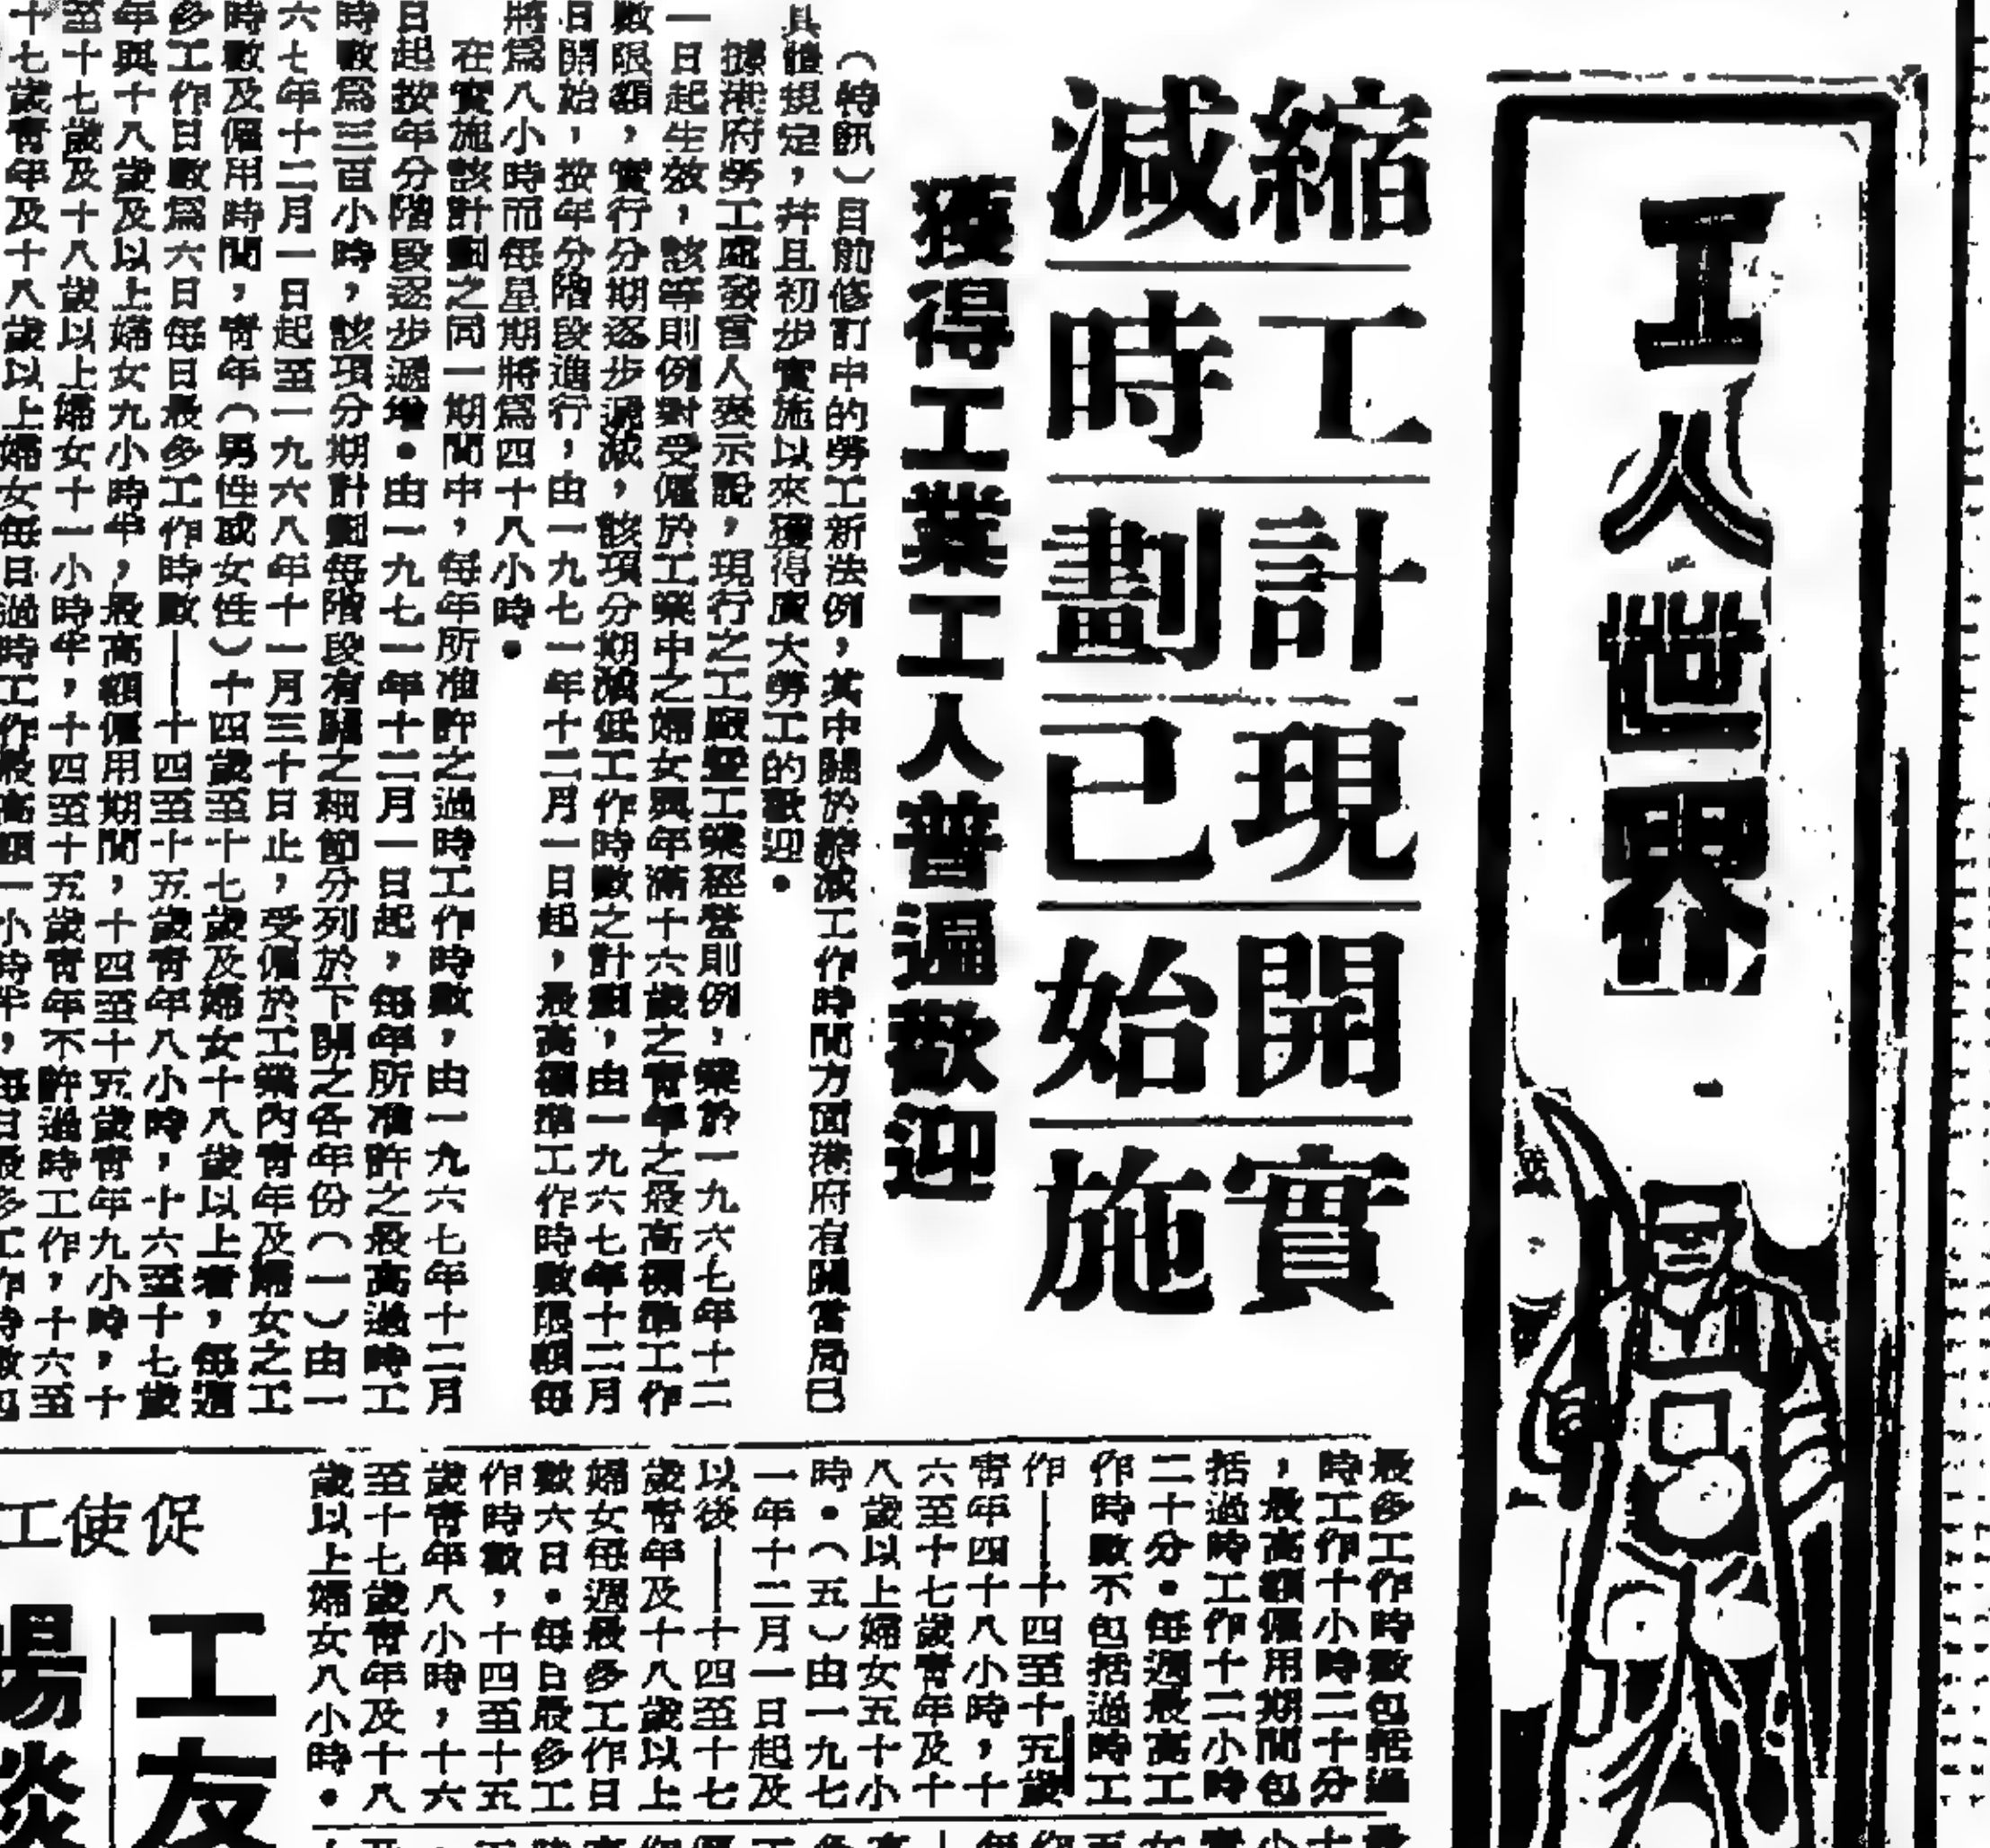 工人世界
縮減工時計劃現已開始實施
獲得工業工人普遍歡迎
（特訊）目前修訂中的勞工新法例，其中關於縮減工作時間方面港府有關當局已
具體規定，并且初步實施以來獲得廣大勞工的歡迎。
據港府勞工處發言人表示說，現行之工廠暨工業經營則例，業於一九六七年十二
一日起生效，該等則例對受僱於工業中之婦女與年滿十六歲之青年之最高標準工作
數限額，實行分期逐步遞減，該項分期減低工作時數之計劃，由一九六七年十二月
日開始，按年分階段進行，由一九七一年十二月一日起，最高標準工作時數限額每
將爲八小時而每星期將爲四十八小時。
在實施該計劃之同一期間中，每年所准許之過時工作時數，由一九六七年十二月
日起按年分階段逐步遞增。由一九七一年十二月一日起，每年所准許之最高過時工
時數爲三百小時，該項分期計劃每階段有關之細節分列於下開之各年份（一）由一
六七年十二月一日起至一九六八年十一月三十日止，受僱於工業內青年及婦女之工
時數及僱用時間，青年（男性或女性）十四歲至十七歲及婦女十八歲以上者，每週
多工作日數爲六日每日最多工作時數——十四至十五歲青年八小時，十六至十七歲
年與十八歲及以上婦女九小時半，最高額僱用期間，十四至十五歲青年九小時，十
至十七歲及十八歲以上婦女十一小時半，十四至十五歲青年不許過時工作，十六至
十七歲青年及十八歲以上婦女每日過時工作最高額一小時半，每日最多工作時數包
最多工作時數包括過
時工作十小時二十分
，最高額僱用期間包
括過時工作十二小時
二十分。每週最高工
作時數不包括過時工
作——十四至十五歲
青年四十八小時，十
六至十七歲青年及十
八歲以上婦女五十小
時。（五）由一九七
一年十二月一日起及
以後——十四至十七
歲青年及十八歲以上
婦女每週最多工作日
數六日。每日最多工
作時數，十四至十五
歲青年八小時，十六
至十七歲青年及十八
歲以上婦女八小時。
促使工
工友